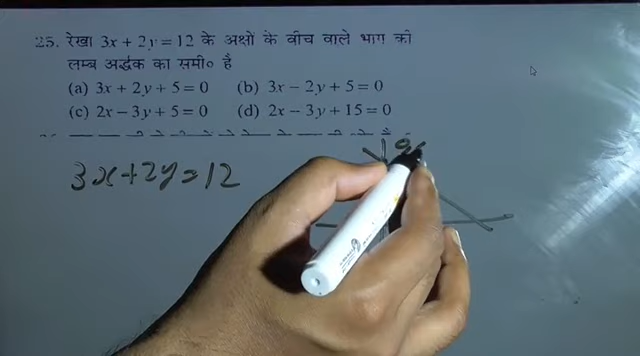 25. रेखा 3x + 2y = 12 के अक्षों के बीच वाले भाग की
लम्ब अर्द्धक का समी० है
(a) 3x + 2y + 5 = 0 (b) 3x − 2y + 5 = 0
(c) 2x − 3y + 5 = 0 (d) 2x − 3y + 15 = 0
3x+2y=12